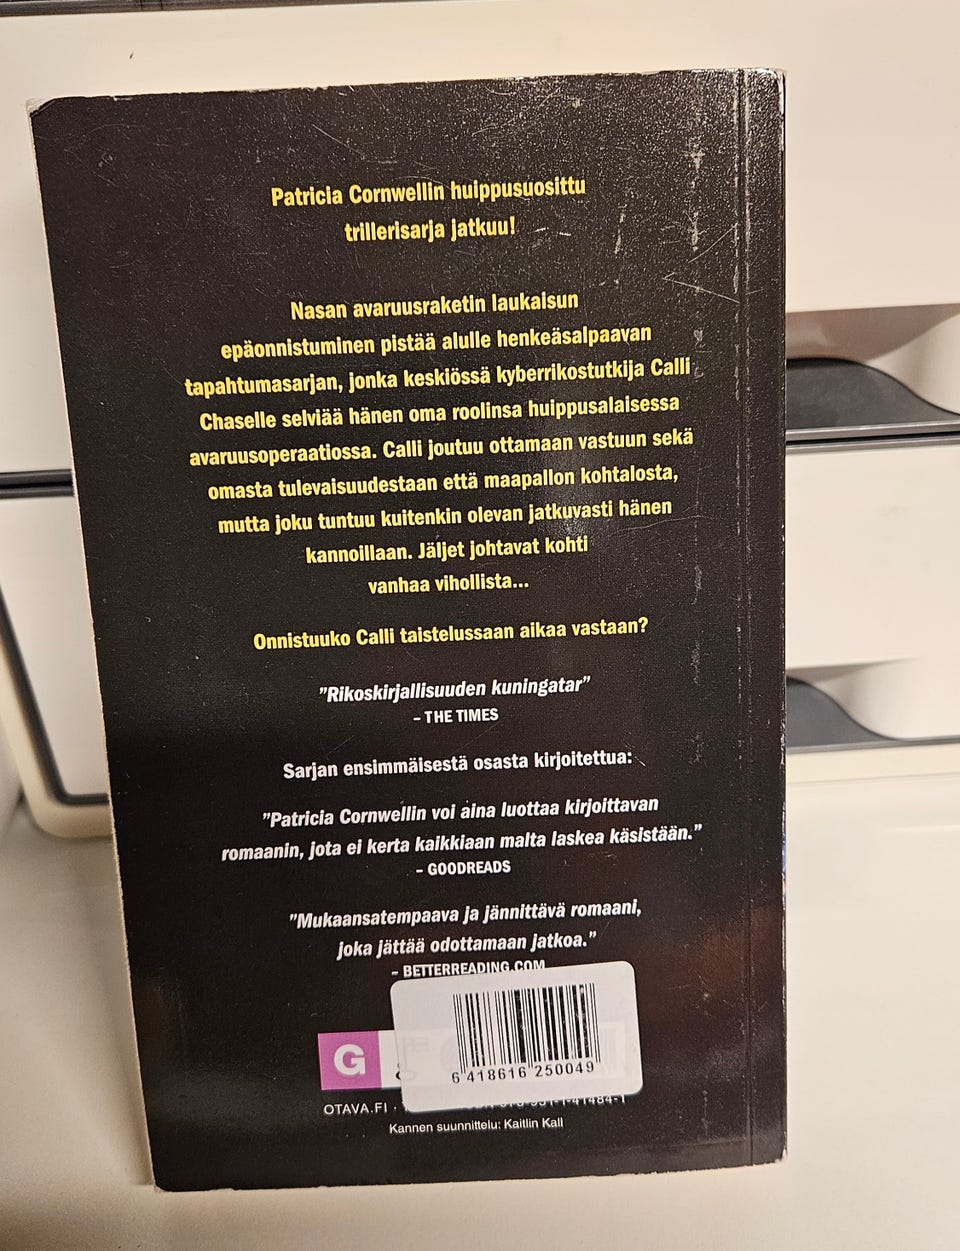 Patricia Cornwellin huippusuosittu
trillerisarja jatkuu!
Nasan avaruusraketin laukaisun
epäonnistuminen pistää alulle henkeäsalpaavan
tapahtumasarjan, jonka keskiössä kyberrikostutkija Calli
Chaselle selviää hänen oma roolinsa huippusalaisessa
avaruusoperaatiossa. Calli joutuu ottamaan vastuun sekä
omasta tulevaisuudestaan että maapallon kohtalosta,
mutta joku tuntuu kuitenkin olevan jatkuvasti hänen
kannoillaan. Jäljet johtavat kohti
vanhaa vihollista...
Onnistuuko Calli taistelussaan aikaa vastaan?
”Rikoskirjallisuuden kuningatar”
– THE TIMES
Sarjan ensimmäisestä osasta kirjoitettua:
”Patricia Cornwellin voi aina luottaa kirjoittavan
romaanin, jota ei kerta kaikkiaan malta laskea käsistään.”
– GOODREADS
”Mukaansatempaava ja jännittävä romaani,
joka jättää odottamaan jatkoa.”
– BETTERREADING.COM
G
6 418616 250049
OTAVA.FI ·
Kannen suunnittelu: Kaitlin Kall